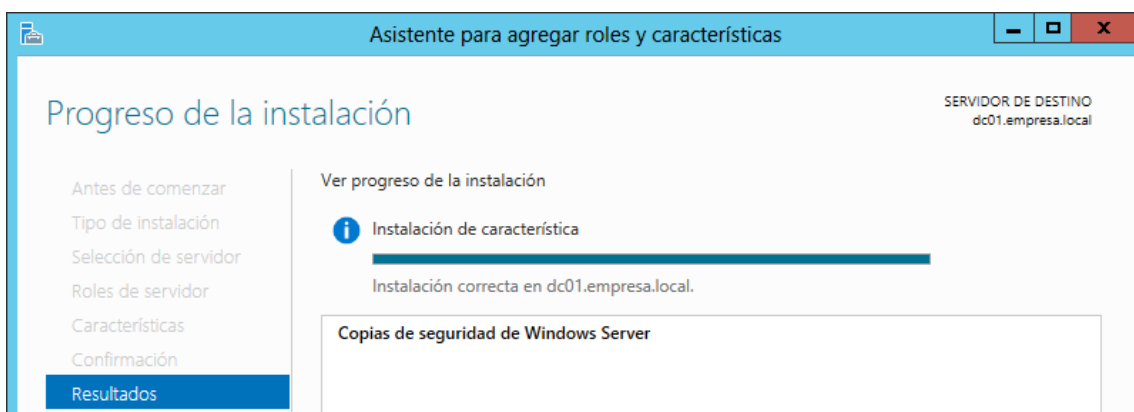 Asistente para agregar roles y características
Progreso de la instalación
SERVIDOR DE DESTINO
dc01.empresa.local
Antes de comenzar
Tipo de instalación
Selección de servidor
Roles de servidor
Características
Confirmación
Resultados
Ver progreso de la instalación
Instalación de característica
Instalación correcta en dc01.empresa.local.
Copias de seguridad de Windows Server